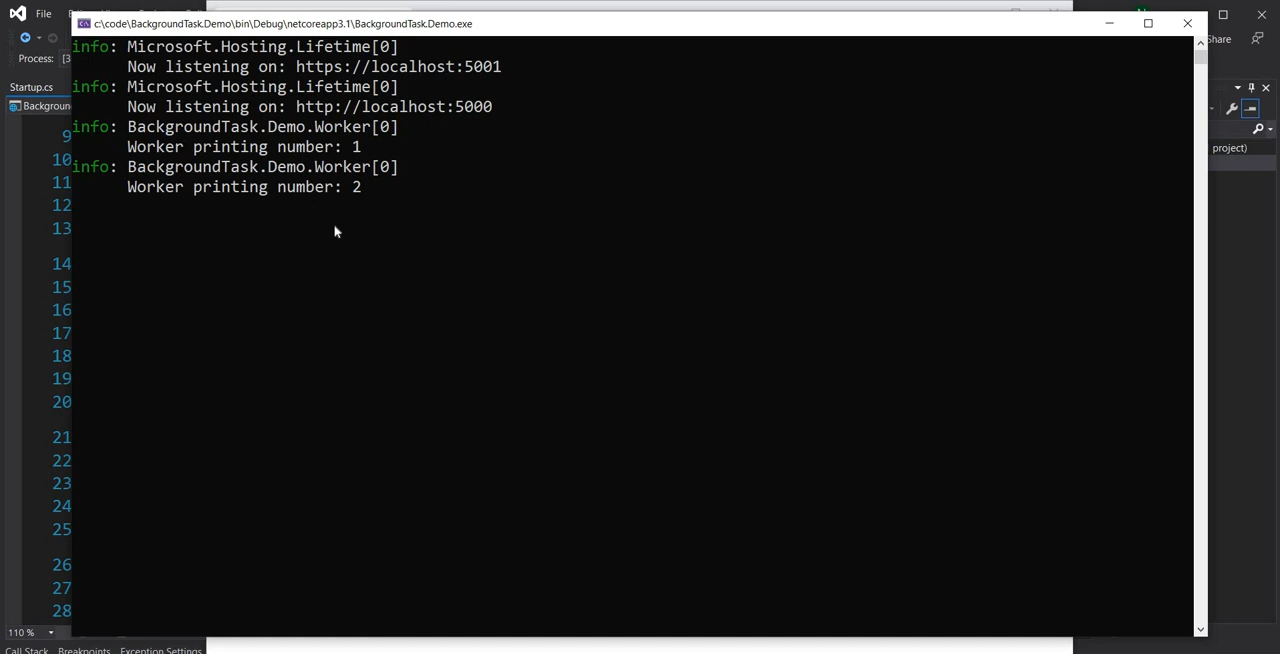 File
c:\code\BackgroundTask.Demo\bin\Debug\netcoreapp3.1\BackgroundTask.Demo.exe
Share
Process: [3
Startup.cs
Backgroun
project)
info: Microsoft.Hosting.Lifetime[0]
Now listening on: https://localhost:5001
info: Microsoft.Hosting.Lifetime[0]
Now listening on: http://localhost:5000
info: BackgroundTask.Demo.Worker[0]
Worker printing number: 1
info: BackgroundTask.Demo.Worker[0]
Worker printing number: 2
9
10
11
12
13
14
15
16
17
18
19
20
21
22
23
24
25
26
27
28
110 %
Call Stack Breakpoints Exception Settings